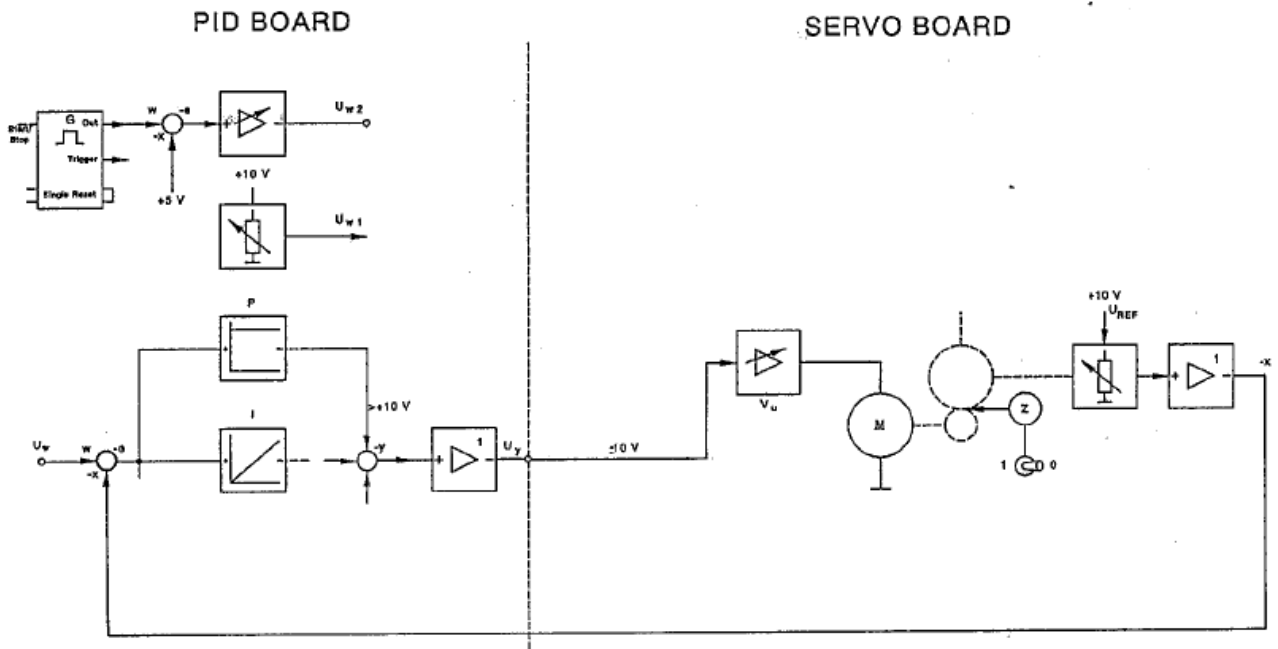 PID BOARD
SERVO BOARD
G Out
Start/
Stop
Trigger
Single Reset
W
-e
-X
+5 V
+
U w 2
+10 V
U w 1
P
+ −
>+10 V
I
+
U w
W
-e
-X
-y
+ 1 −
U y
±10 V
V u
M
Z
1 0
+10 V
U REF
+ 1 −
-x